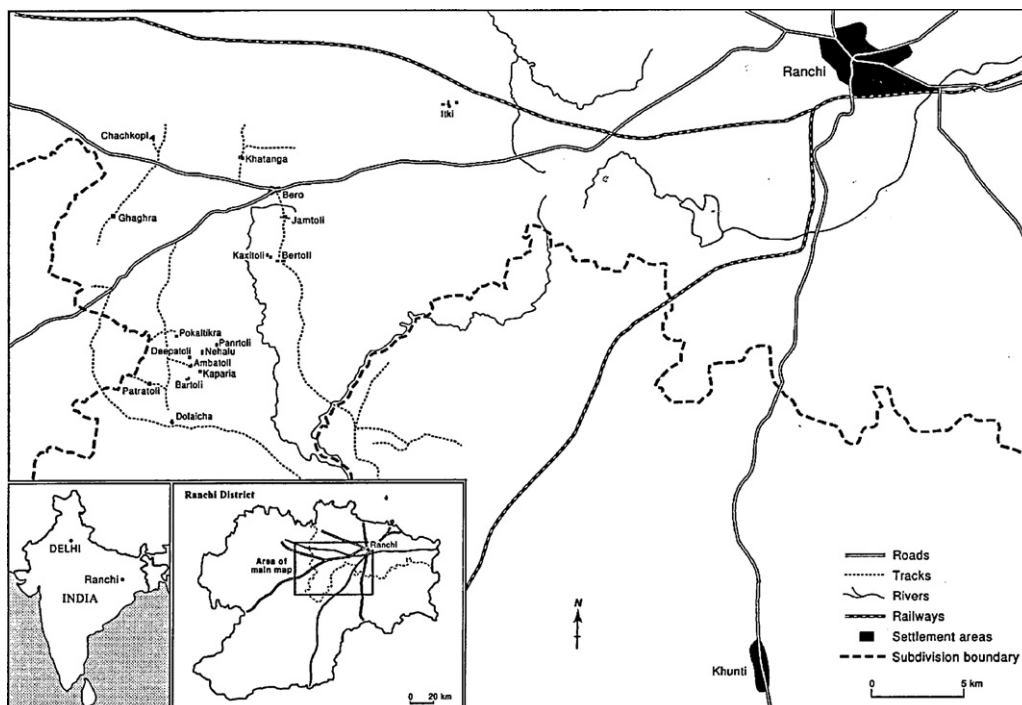 Ranchi
Itki
Chachkopi
Khatanga
Bero
Ghaghra
Jamtoli
Kaxitoli
Bertoli
Pokaltikra
Panrtoli
Deepatoli
Nehalu
Ambatoli
Kaparia
Patratoli
Bartoli
Dolaicha
DELHI
Ranchi
INDIA
Ranchi District
Ranchi
Area of
main map
0 20 km
N
Khunti
Roads
Tracks
Rivers
Railways
Settlement areas
Subdivision boundary
0 5 km